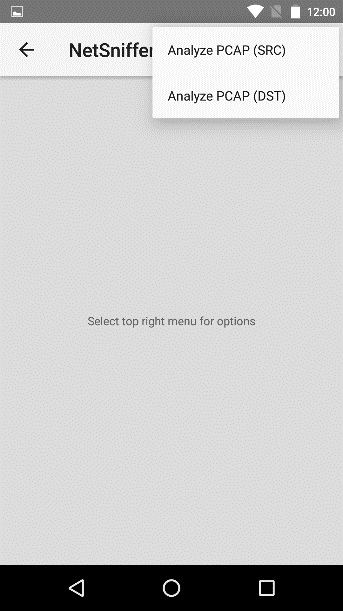 12:00
NetSniffer
Analyze PCAP (SRC)
Analyze PCAP (DST)
Select top right menu for options